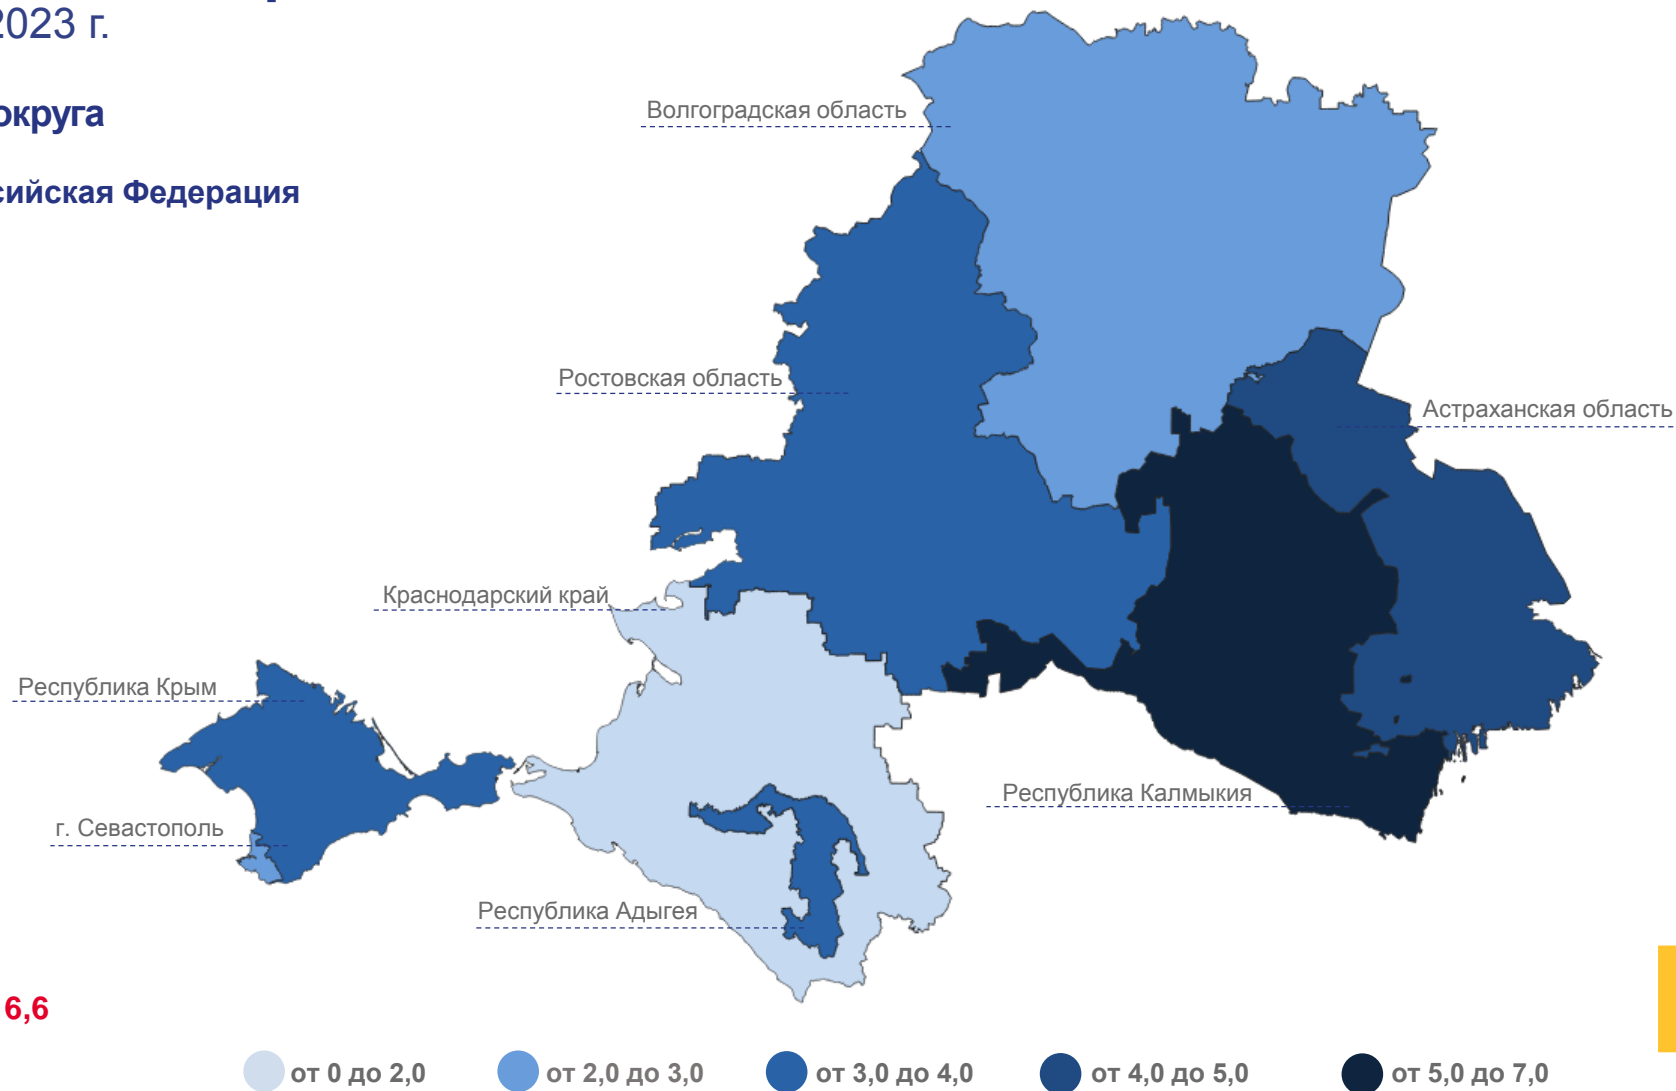 2023 г.
округа
сийская Федерация
Волгоградская область
Ростовская область
Астраханская область
Краснодарский край
Республика Крым
Республика Калмыкия
г. Севастополь
Республика Адыгея
6,6
от 0 до 2,0
от 2,0 до 3,0
от 3,0 до 4,0
от 4,0 до 5,0
от 5,0 до 7,0